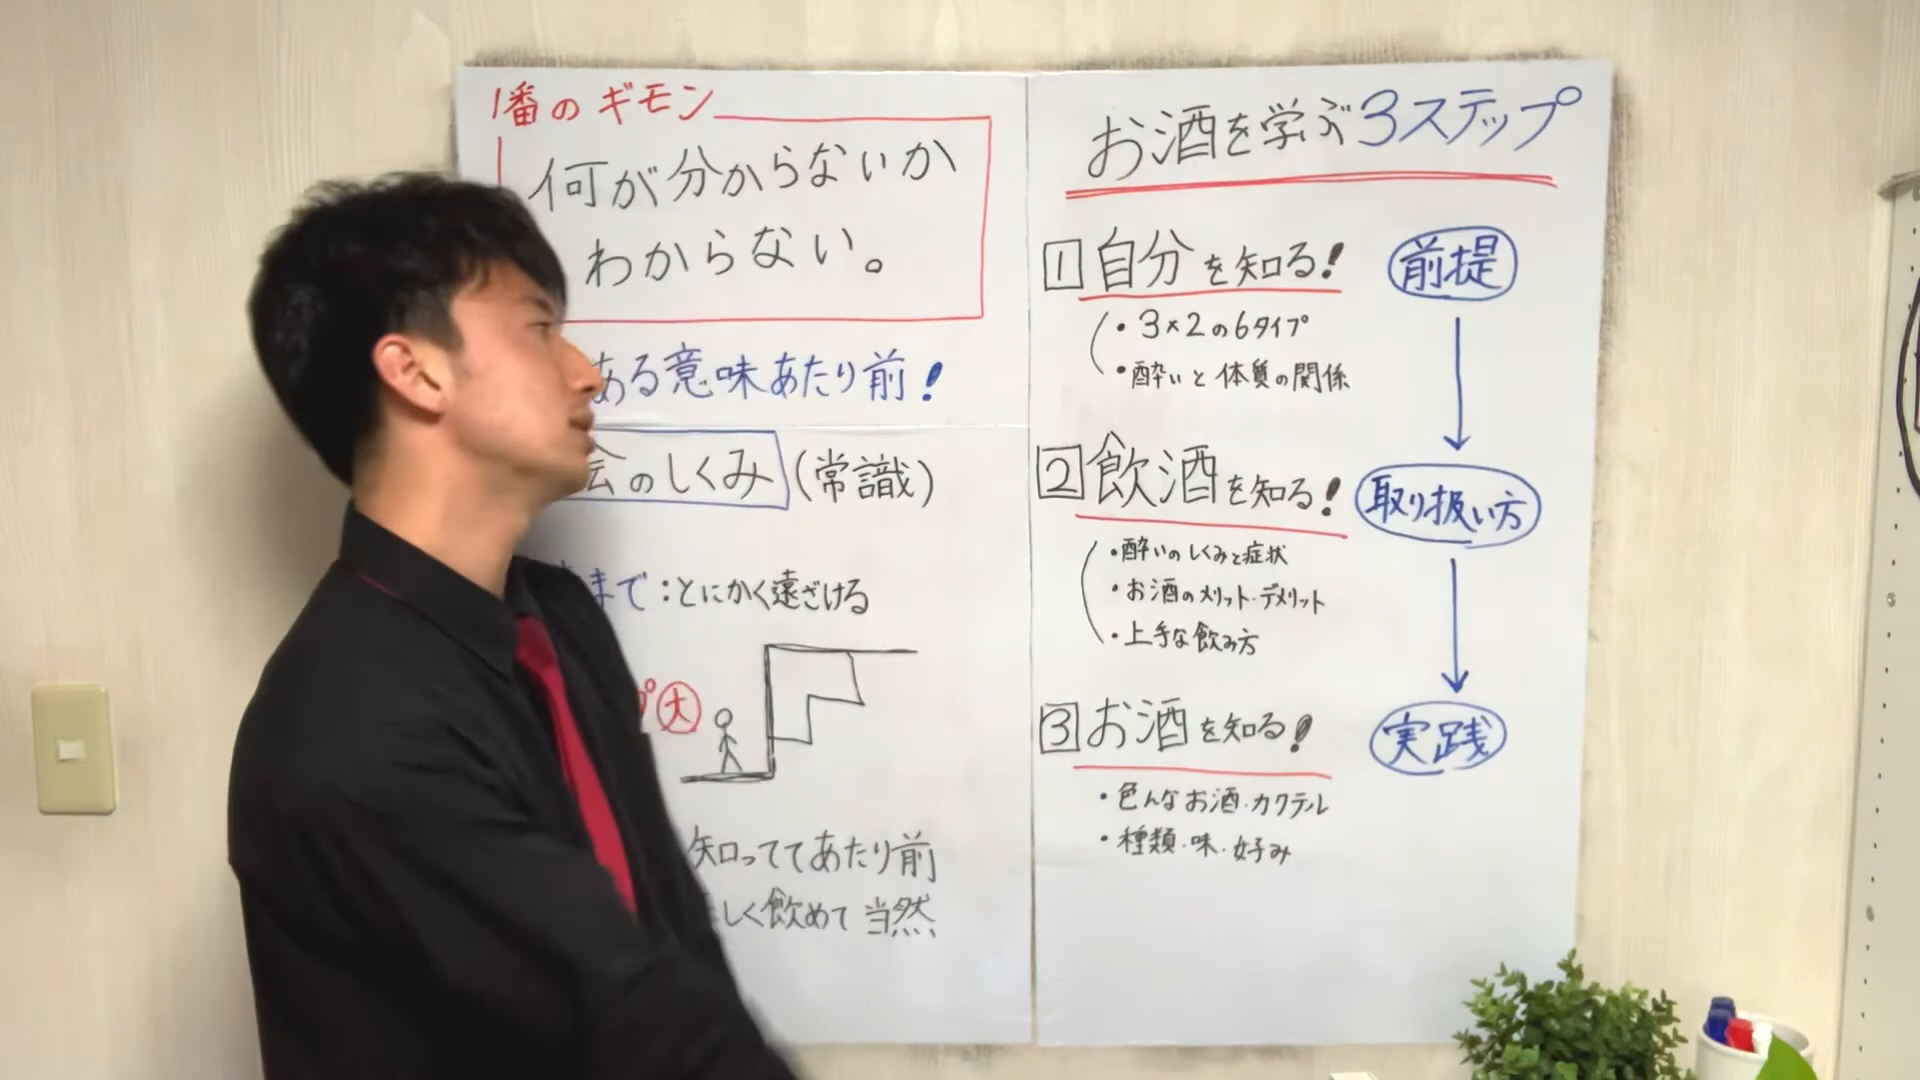 1番のギモン
何が分からないか
わからない。
ある意味あたり前!
会のしくみ(常識)
まで:とにかく遠ざける
大
知っててあたり前
しく飲めて当然
お酒を学ぶ3ステップ
1 自分を知る! 前提
・3×2の6タイプ
・酔いと体質の関係
2 飲酒を知る! 取り扱い方
・酔いのしくみと症状
・お酒のメリット・デメリット
・上手な飲み方
3 お酒を知る! 実践
・色んなお酒・カクテル
・種類・味・好み